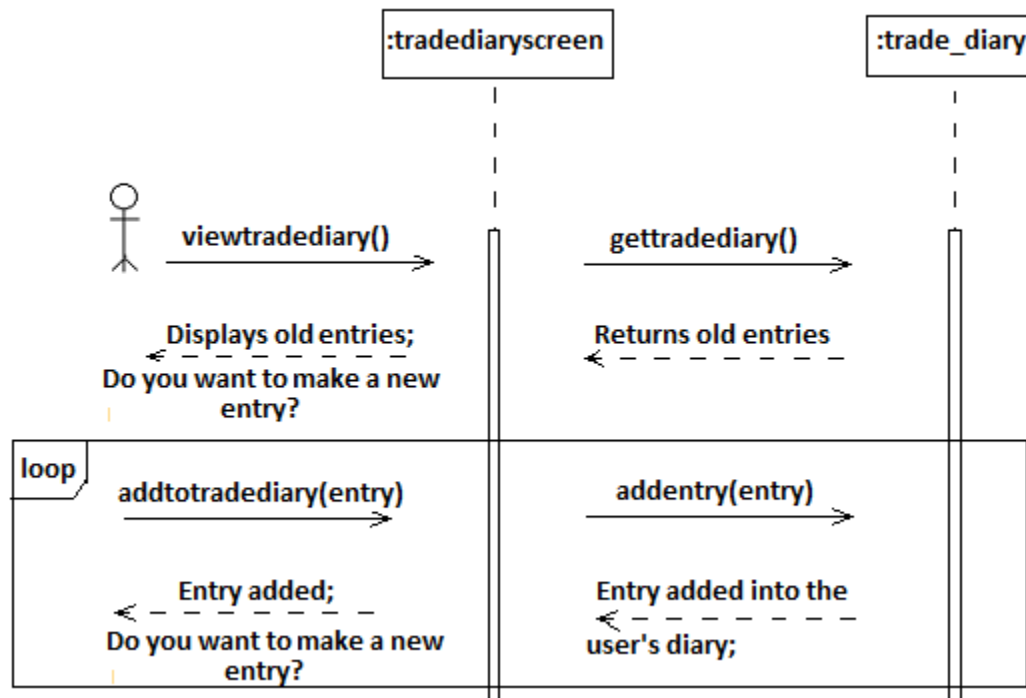 :tradediaryscreen
:trade_diary
viewtradediary()
gettradediary()
Displays old entries;
Returns old entries
Do you want to make a new
entry?
loop
addtotradediary(entry)
addentry(entry)
Entry added;
Entry added into the
Do you want to make a new
user's diary;
entry?